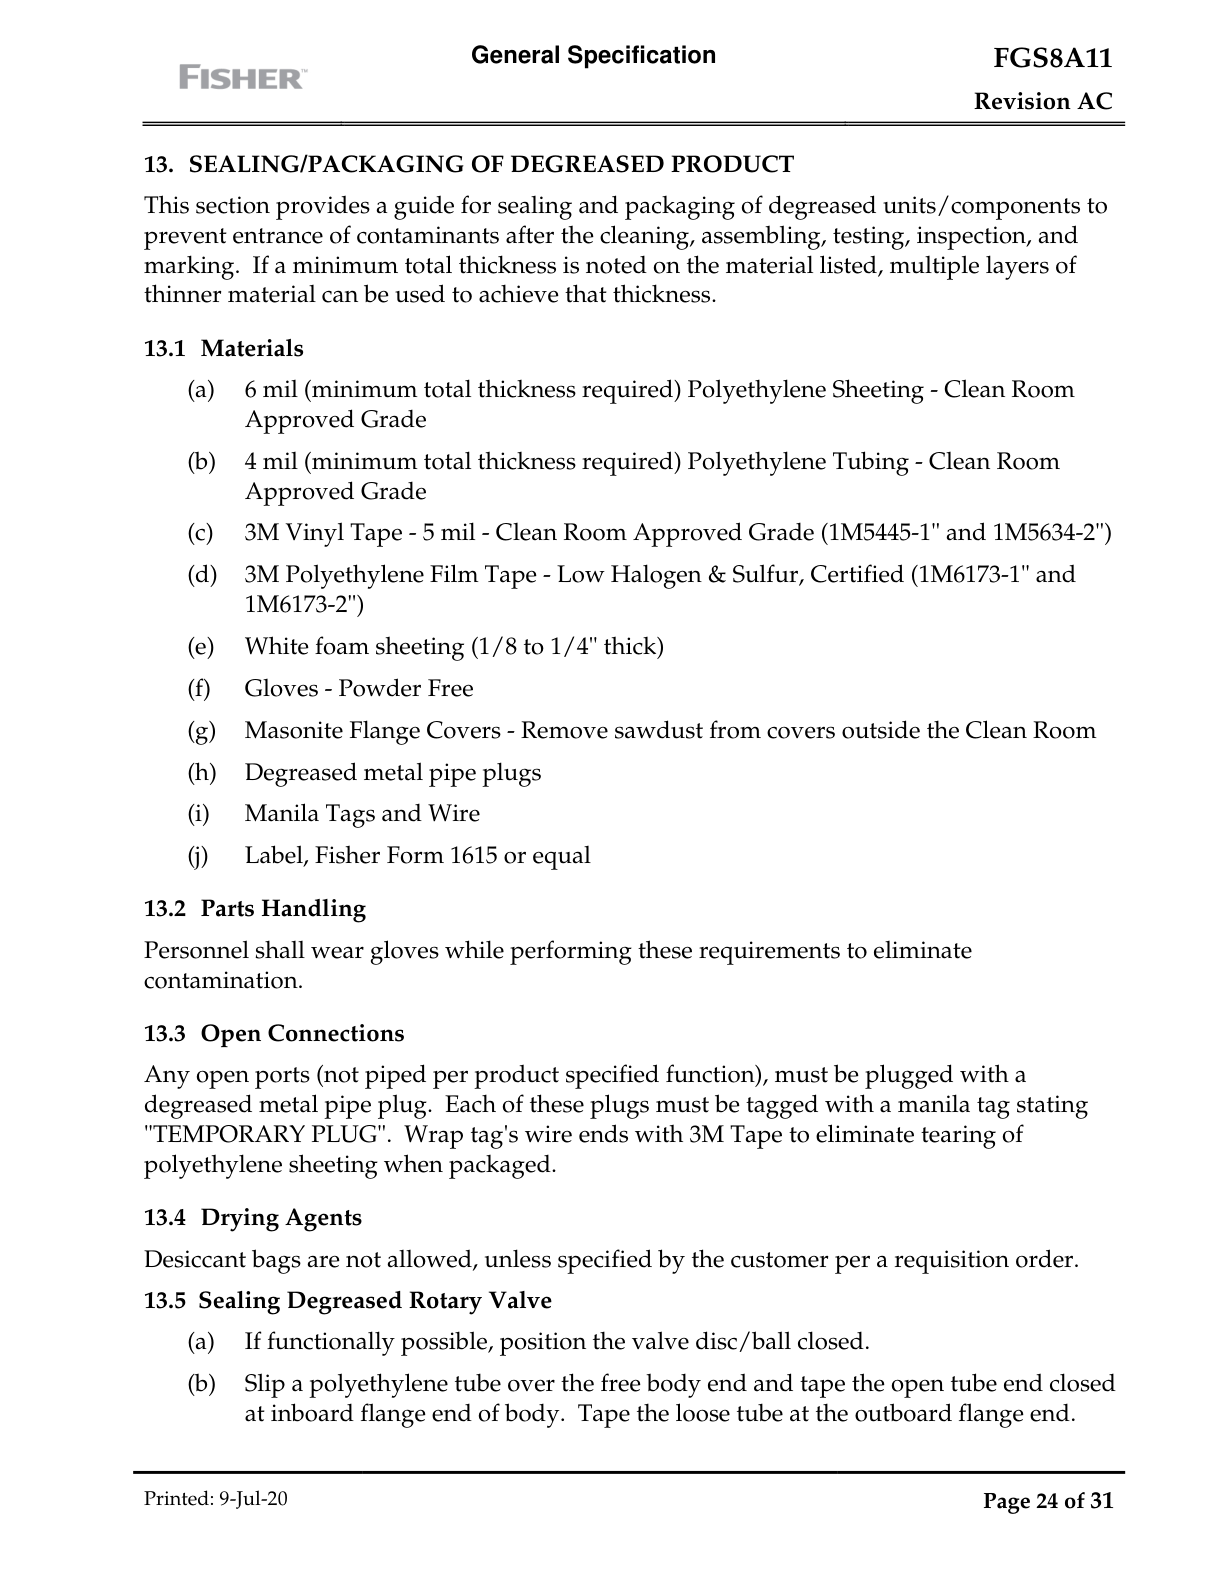 General Specification
FGS8A11
FISHER™
Revision AC
13. SEALING/PACKAGING OF DEGREASED PRODUCT
This section provides a guide for sealing and packaging of degreased units/components to
prevent entrance of contaminants after the cleaning, assembling, testing, inspection, and
marking.  If a minimum total thickness is noted on the material listed, multiple layers of
thinner material can be used to achieve that thickness.
13.1 Materials
(a) 6 mil (minimum total thickness required) Polyethylene Sheeting - Clean Room
Approved Grade
(b) 4 mil (minimum total thickness required) Polyethylene Tubing - Clean Room
Approved Grade
(c) 3M Vinyl Tape - 5 mil - Clean Room Approved Grade (1M5445-1" and 1M5634-2")
(d) 3M Polyethylene Film Tape - Low Halogen & Sulfur, Certified (1M6173-1" and
1M6173-2")
(e) White foam sheeting (1/8 to 1/4" thick)
(f) Gloves - Powder Free
(g) Masonite Flange Covers - Remove sawdust from covers outside the Clean Room
(h) Degreased metal pipe plugs
(i) Manila Tags and Wire
(j) Label, Fisher Form 1615 or equal
13.2 Parts Handling
Personnel shall wear gloves while performing these requirements to eliminate
contamination.
13.3 Open Connections
Any open ports (not piped per product specified function), must be plugged with a
degreased metal pipe plug.  Each of these plugs must be tagged with a manila tag stating
"TEMPORARY PLUG".  Wrap tag's wire ends with 3M Tape to eliminate tearing of
polyethylene sheeting when packaged.
13.4 Drying Agents
Desiccant bags are not allowed, unless specified by the customer per a requisition order.
13.5 Sealing Degreased Rotary Valve
(a) If functionally possible, position the valve disc/ball closed.
(b) Slip a polyethylene tube over the free body end and tape the open tube end closed
at inboard flange end of body.  Tape the loose tube at the outboard flange end.
Printed: 9-Jul-20
Page 24 of 31